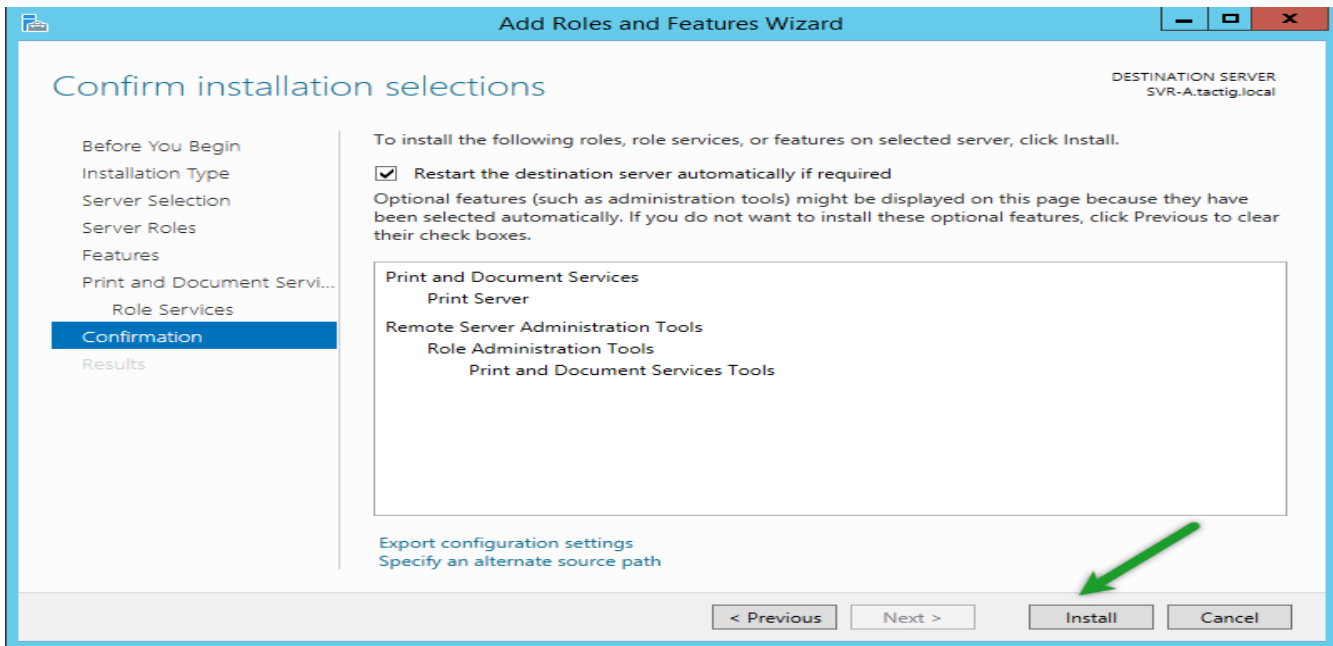 Add Roles and Features Wizard
Confirm installation selections
DESTINATION SERVER
SVR-A.tactig.local
Before You Begin
Installation Type
Server Selection
Server Roles
Features
Print and Document Servi...
Role Services
Confirmation
Results
To install the following roles, role services, or features on selected server, click Install.
Restart the destination server automatically if required
Optional features (such as administration tools) might be displayed on this page because they have
been selected automatically. If you do not want to install these optional features, click Previous to clear
their check boxes.
Print and Document Services
Print Server
Remote Server Administration Tools
Role Administration Tools
Print and Document Services Tools
Export configuration settings
Specify an alternate source path
< Previous
Next >
Install
Cancel